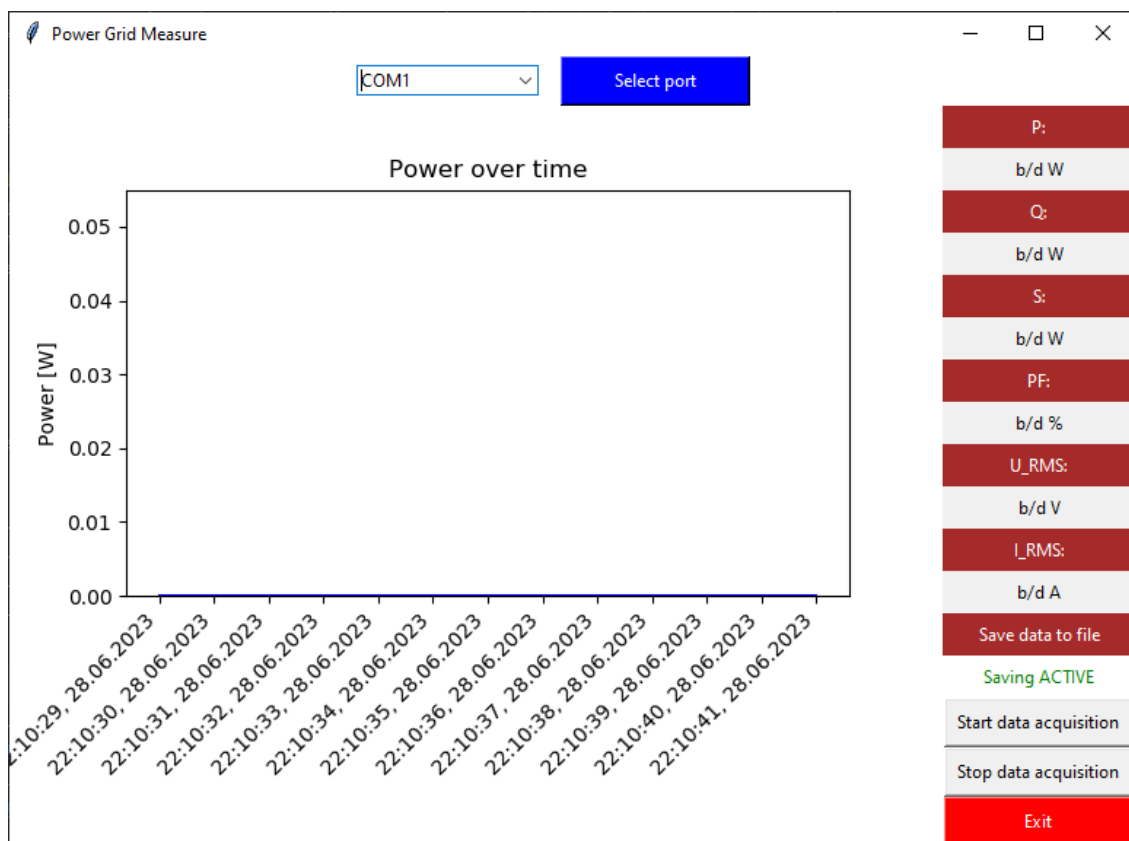 Power Grid Measure
COM1
Select port
Power over time
Power [W]
0.05
0.04
0.03
0.02
0.01
0.00
:10:29, 28.06.2023
22:10:30, 28.06.2023
22:10:31, 28.06.2023
22:10:32, 28.06.2023
22:10:33, 28.06.2023
22:10:34, 28.06.2023
22:10:35, 28.06.2023
22:10:36, 28.06.2023
22:10:37, 28.06.2023
22:10:38, 28.06.2023
22:10:39, 28.06.2023
22:10:40, 28.06.2023
22:10:41, 28.06.2023
P:
b/d W
Q:
b/d W
S:
b/d W
PF:
b/d %
U_RMS:
b/d V
I_RMS:
b/d A
Save data to file
Saving ACTIVE
Start data acquisition
Stop data acquisition
Exit